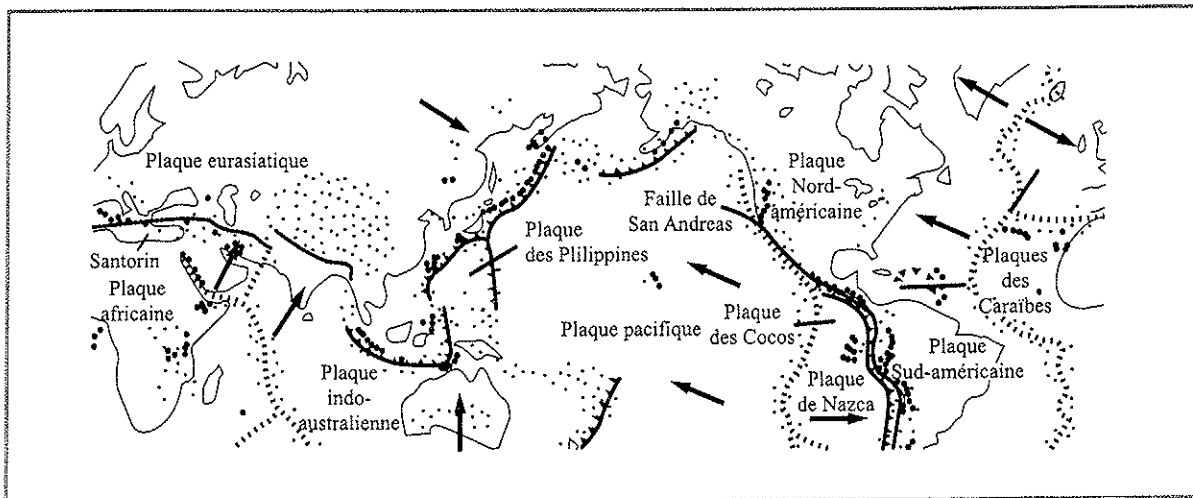 Plaque eurasiatique
Santorin
Plaque
africaine
Plaque
indo-
australienne
Plaque
des Plilippines
Plaque pacifique
Faille de
San Andreas
Plaque
Nord-
américaine
Plaque
des Cocos
Plaque
de Nazca
Plaque
Sud-américaine
Plaques
des
Caraïbes